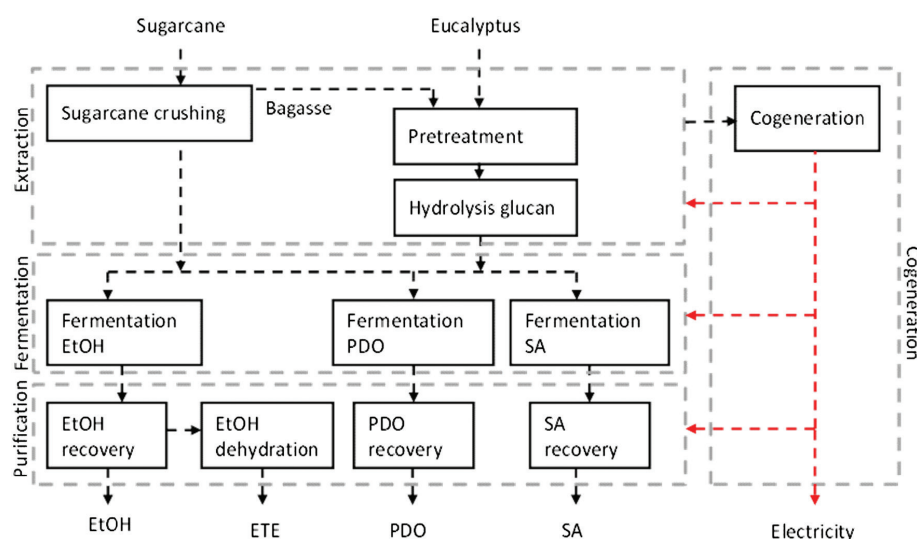 Sugarcane
Eucalyptus
Extraction
Sugarcane crushing
Bagasse
Pretreatment
Hydrolysis glucan
Cogeneration
Cogeneration
Fermentation
Fermentation
EtOH
Fermentation
PDO
Fermentation
SA
Purification
EtOH
recovery
EtOH
dehydration
PDO
recovery
SA
recovery
EtOH
ETE
PDO
SA
Electricity